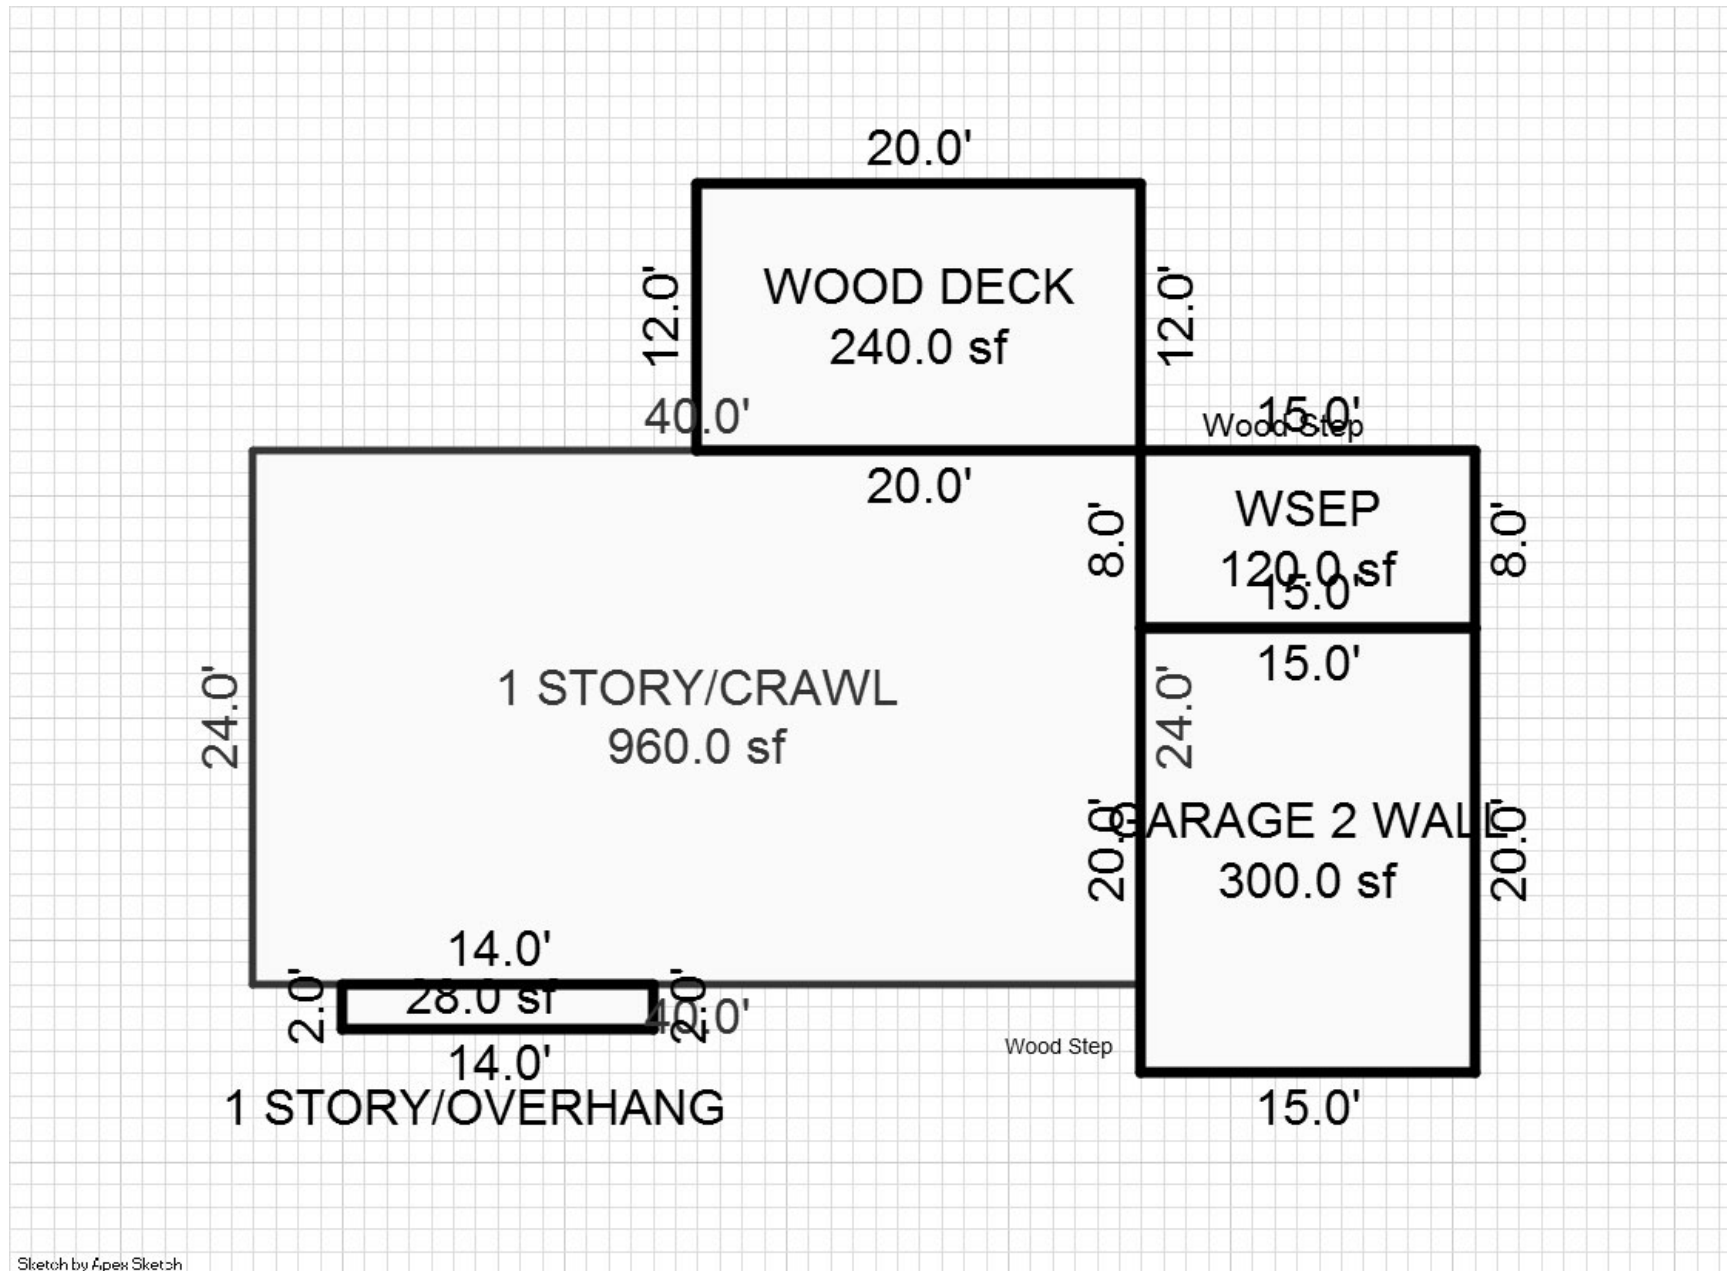 20.0'
WOOD DECK
12.0'
12.0'
240.0 sf
40.0'
15.0'
Wood Step
20.0'
WSEP
8.0'
8.0'
120.0 sf
15.0'
15.0'
1 STORY/CRAWL
24.0'
24.0'
960.0 sf
GARAGE 2 WALL
20.0'
20.0'
300.0 sf
14.0'
28.0 sf
2.0'
2.0'
40.0'
Wood Step
14.0'
1 STORY/OVERHANG
15.0'
Sketch by Apex Sketch